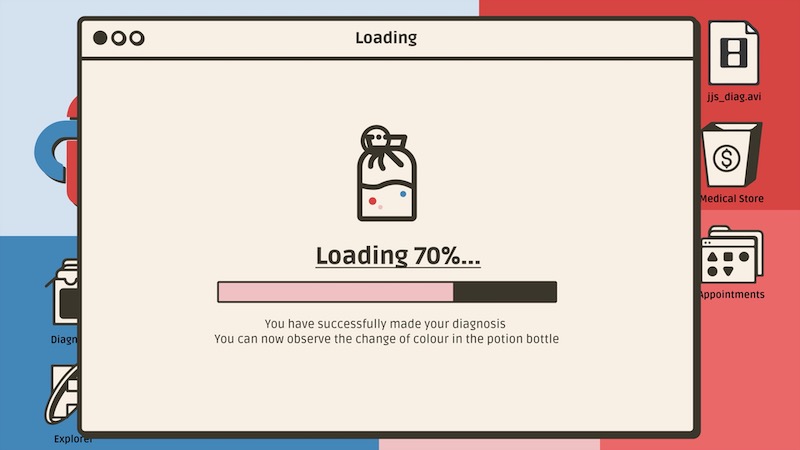 Loading
jjs_diag.avi
Medical Store
Appointments
Loading 70%...
You have successfully made your diagnosis
You can now observe the change of colour in the potion bottle
Diagn
Explorer